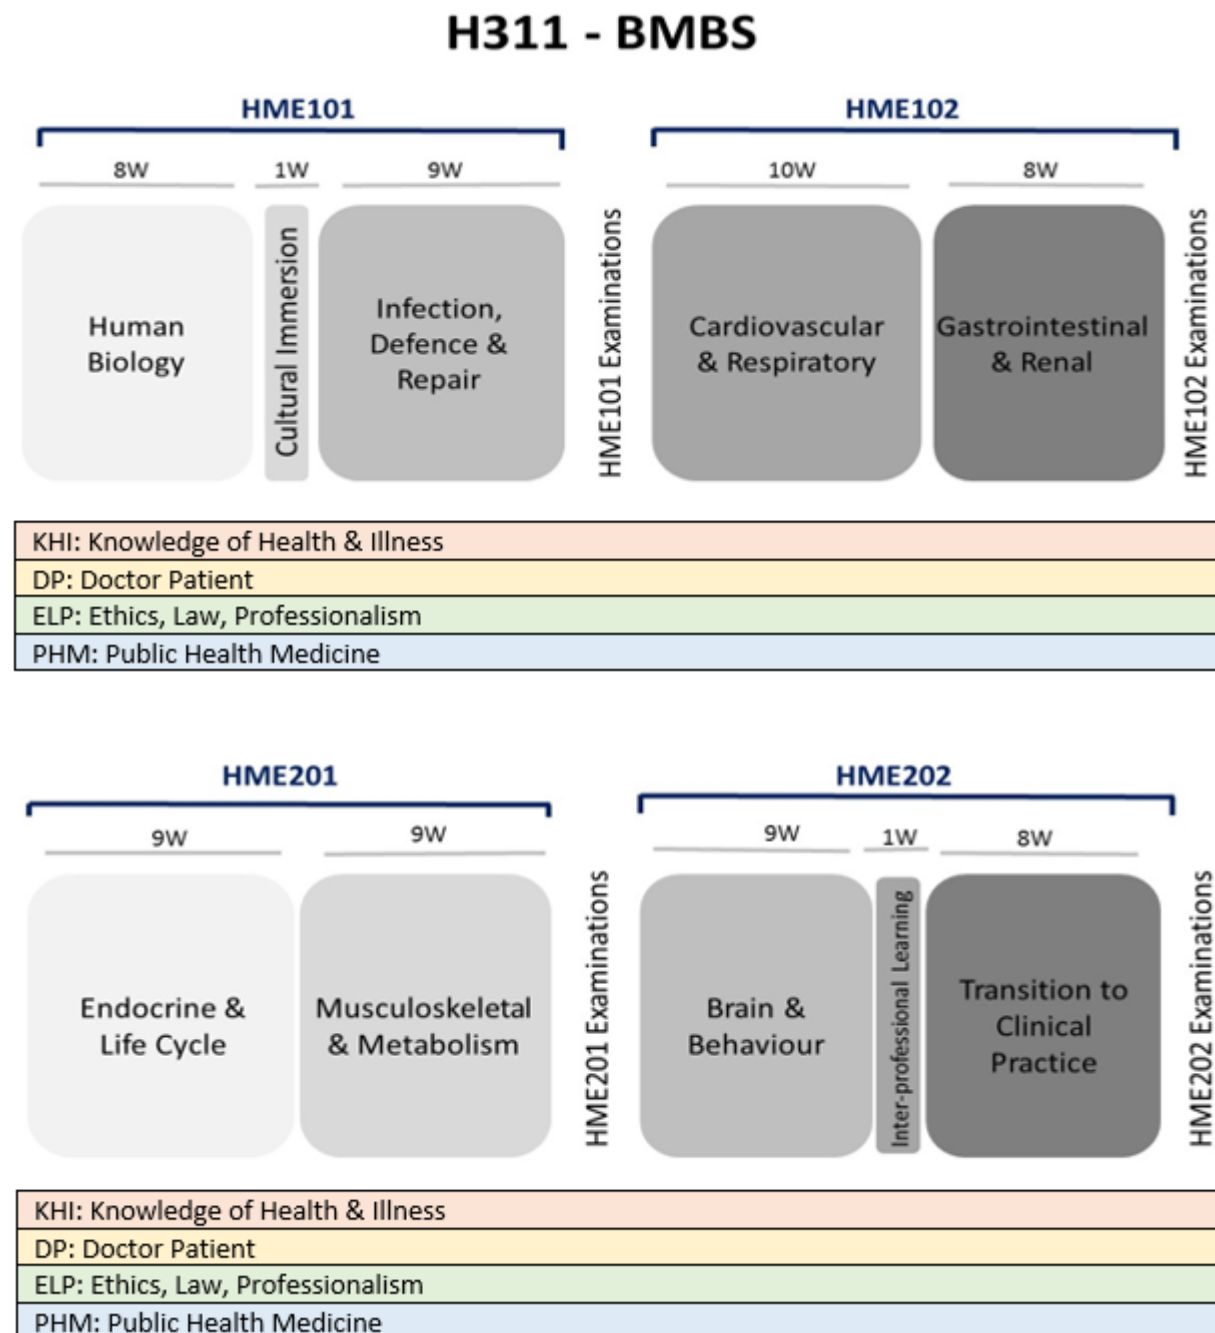 H311 - BMBS
HME101
8W
1W
9W
Human
Biology
Cultural Immersion
Infection,
Defence &
Repair
HME101 Examinations
HME102
10W
8W
Cardiovascular
& Respiratory
Gastrointestinal
& Renal
HME102 Examinations
KHI: Knowledge of Health & Illness
DP: Doctor Patient
ELP: Ethics, Law, Professionalism
PHM: Public Health Medicine
HME201
9W
9W
Endocrine &
Life Cycle
Musculoskeletal
& Metabolism
HME201 Examinations
HME202
9W
1W
8W
Brain &
Behaviour
Inter-professional Learning
Transition to
Clinical
Practice
HME202 Examinations
KHI: Knowledge of Health & Illness
DP: Doctor Patient
ELP: Ethics, Law, Professionalism
PHM: Public Health Medicine